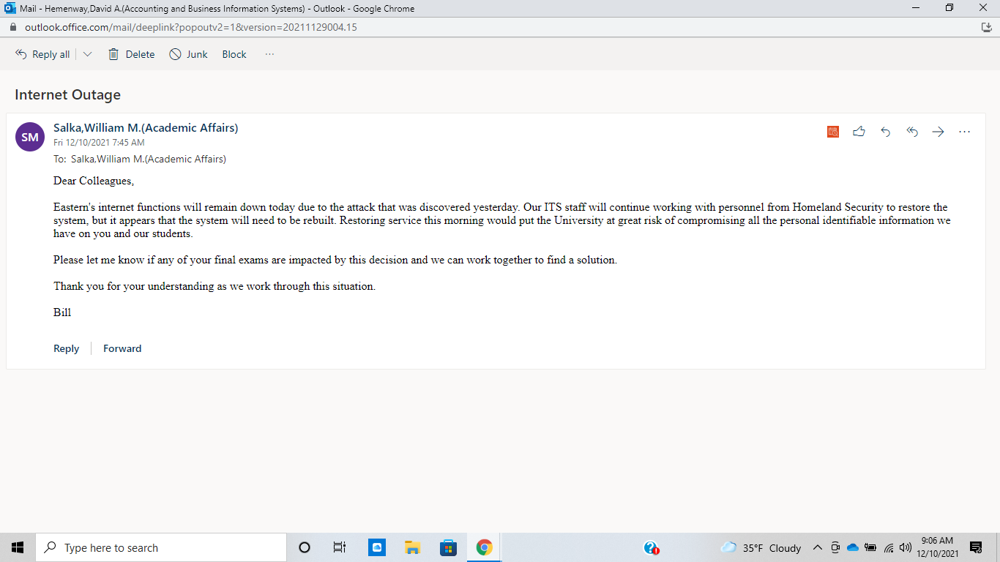 Mail - Hemenway,David A.(Accounting and Business Information Systems) - Outlook - Google Chrome
outlook.office.com/mail/deeplink?popoutv2=1&version=20211129004.15
Reply all Delete Junk Block ...
Internet Outage
SM
Salka,William M.(Academic Affairs)
Fri 12/10/2021 7:45 AM
To: Salka,William M.(Academic Affairs)
Dear Colleagues,
Eastern's internet functions will remain down today due to the attack that was discovered yesterday. Our ITS staff will continue working with personnel from Homeland Security to restore the
system, but it appears that the system will need to be rebuilt. Restoring service this morning would put the University at great risk of compromising all the personal identifiable information we
have on you and our students.
Please let me know if any of your final exams are impacted by this decision and we can work together to find a solution.
Thank you for your understanding as we work through this situation.
Bill
Reply Forward
Type here to search
35°F Cloudy
9:06 AM
12/10/2021